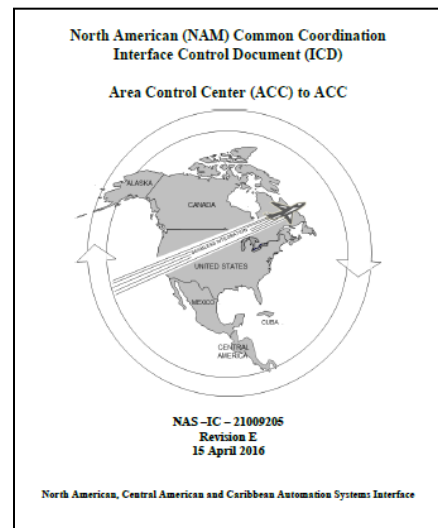 North American (NAM) Common Coordination
Interface Control Document (ICD)
Area Control Center (ACC) to ACC
ALASKA
CANADA
SEAMLESS INTEGRATION
UNITED STATES
MEXICO
CUBA
CENTRAL
AMERICA
NAS –IC – 21009205
Revision E
15 April 2016
North American, Central American and Caribbean Automation Systems Interface